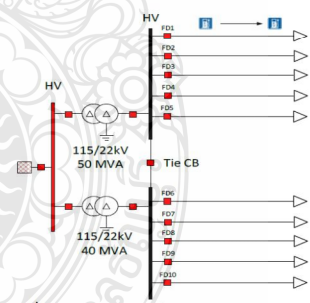 HV
FD1
FD2
FD3
FD4
FD5
HV
115/22kV
50 MVA
Tie CB
115/22kV
40 MVA
FD6
FD7
FD8
FD9
FD10